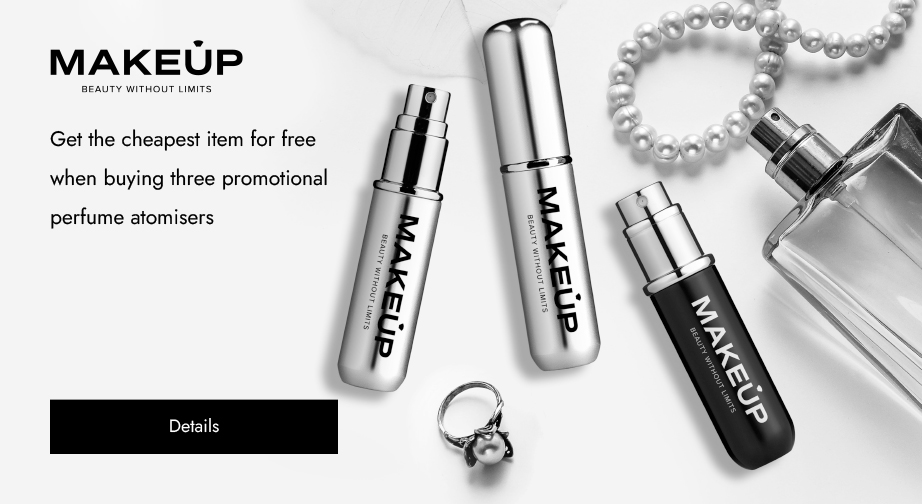 MAKEUP
BEAUTY WITHOUT LIMITS
Get the cheapest item for free
when buying three promotional
perfume atomisers
Details
MAKEUP
BEAUTY WITHOUT LIMITS
MAKEUP
BEAUTY WITHOUT LIMITS
MAKEUP
BEAUTY WITHOUT LIMITS